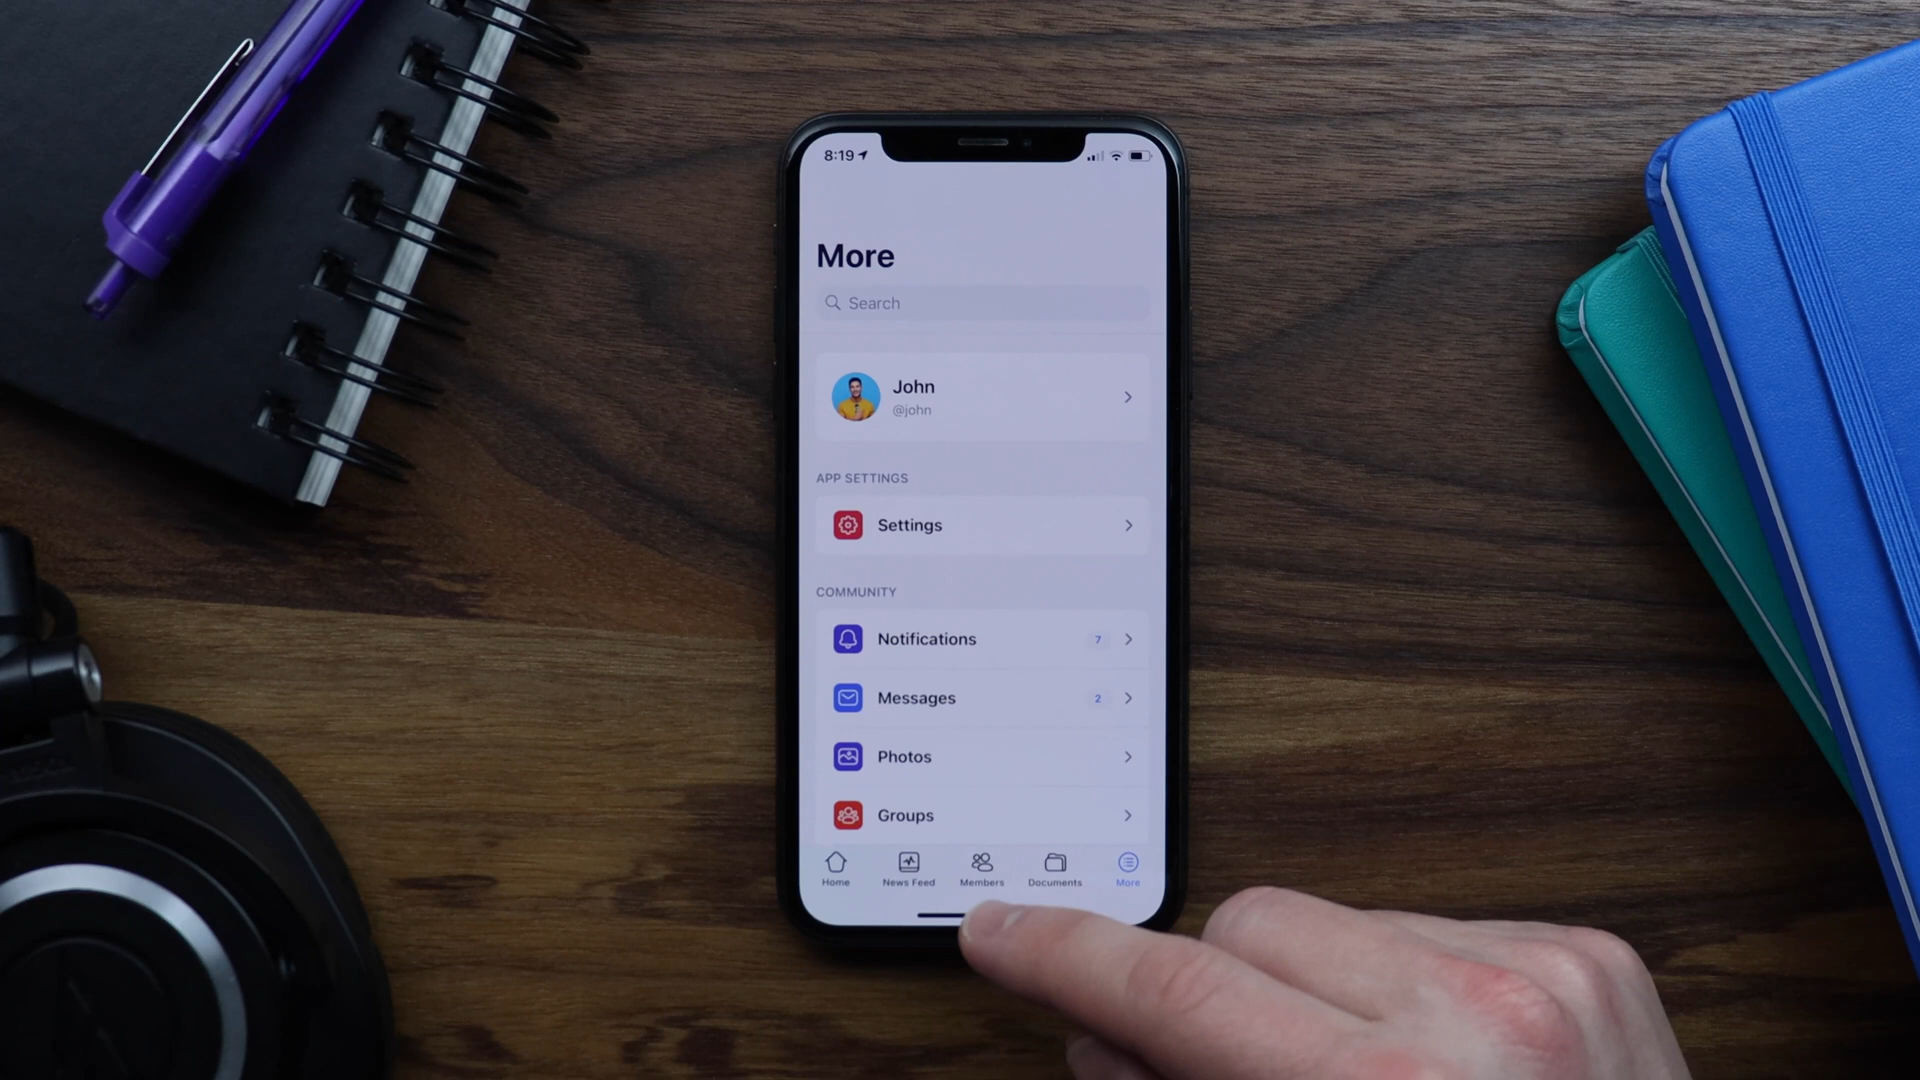 8:19
More
Search
John
@john
APP SETTINGS
Settings
COMMUNITY
Notifications 7
Messages 2
Photos
Groups
Home News Feed Members Documents More